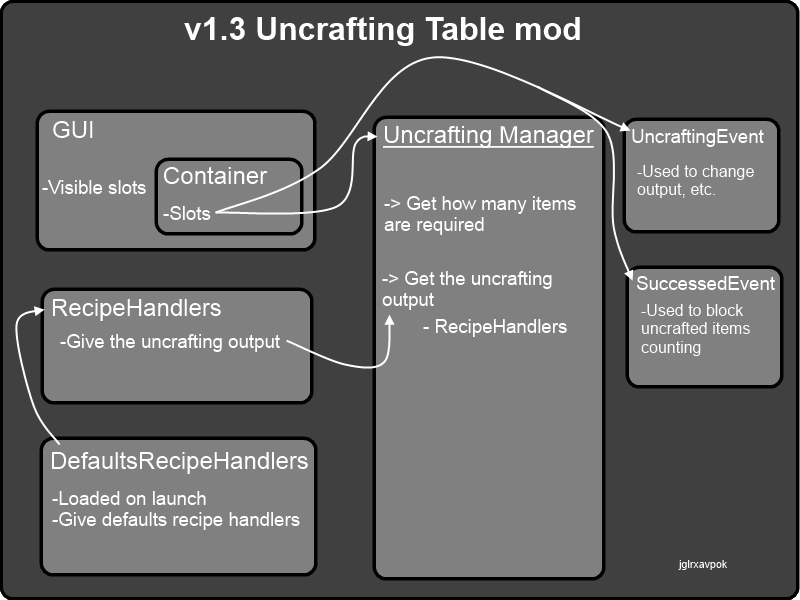 v1.3 Uncrafting Table mod
GUI
-Visible slots
Container
-Slots
RecipeHandlers
-Give the uncrafting output
DefaultsRecipeHandlers
-Loaded on launch
-Give defaults recipe handlers
Uncrafting Manager
-> Get how many items
are required
-> Get the uncrafting
output
- RecipeHandlers
UncraftingEvent
-Used to change
output, etc.
SuccessedEvent
-Used to block
uncrafted items
counting
jglrxavpok